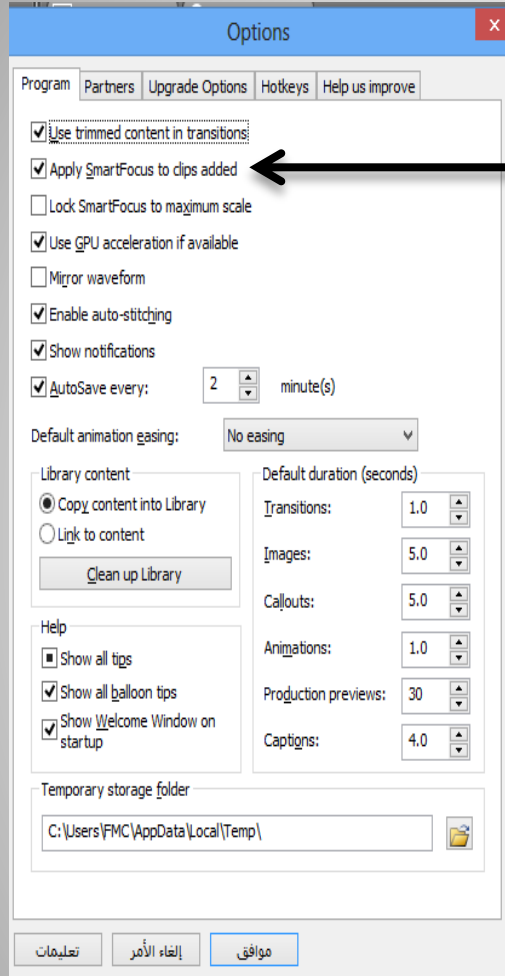 Options
x
Program Partners Upgrade Options Hotkeys Help us improve
Use trimmed content in transitions
Apply SmartFocus to clips added
Lock SmartFocus to maximum scale
Use GPU acceleration if available
Mirror waveform
Enable auto-stitching
Show notifications
AutoSave every: 2 minute(s)
Default animation easing: No easing
Library content
Copy content into Library
Link to content
Clean up Library
Help
Show all tips
Show all balloon tips
Show Welcome Window on
startup
Default duration (seconds)
Transitions: 1.0
Images: 5.0
Callouts: 5.0
Animations: 1.0
Production previews: 30
Captions: 4.0
Temporary storage folder
C:\Users\FMC\AppData\Local\Temp\
موافق إلغاء الأمر تعليمات